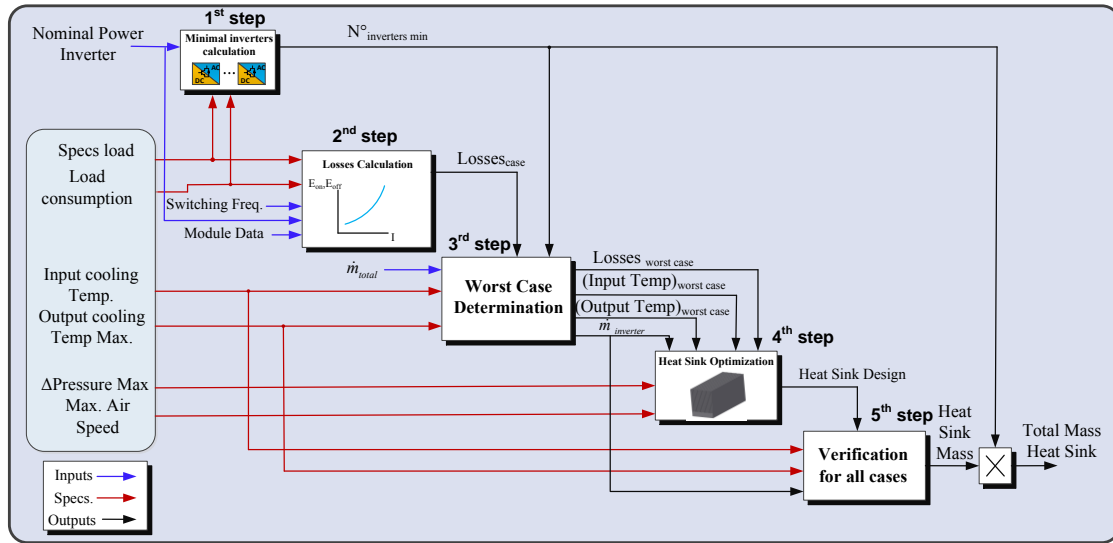 1st step
Nominal Power
Inverter
Minimal inverters
calculation
AC
DC
...
AC
DC
N°inverters min
Specs load
Load
consumption
2nd step
Losses Calculation
Eon,Eoff
I
Switching Freq.
Module Data
Lossescase
3rd step
ṁtotal
Worst Case
Determination
Input cooling
Temp.
Output cooling
Temp Max.
Losses worst case
(Input Temp)worst case
(Output Temp)worst case
ṁ inverter
4th step
Heat Sink Optimization
ΔPressure Max
Max. Air
Speed
Heat Sink Design
5th step
Verification
for all cases
Heat
Sink
Mass
X
Total Mass
Heat Sink
Inputs
Specs.
Outputs